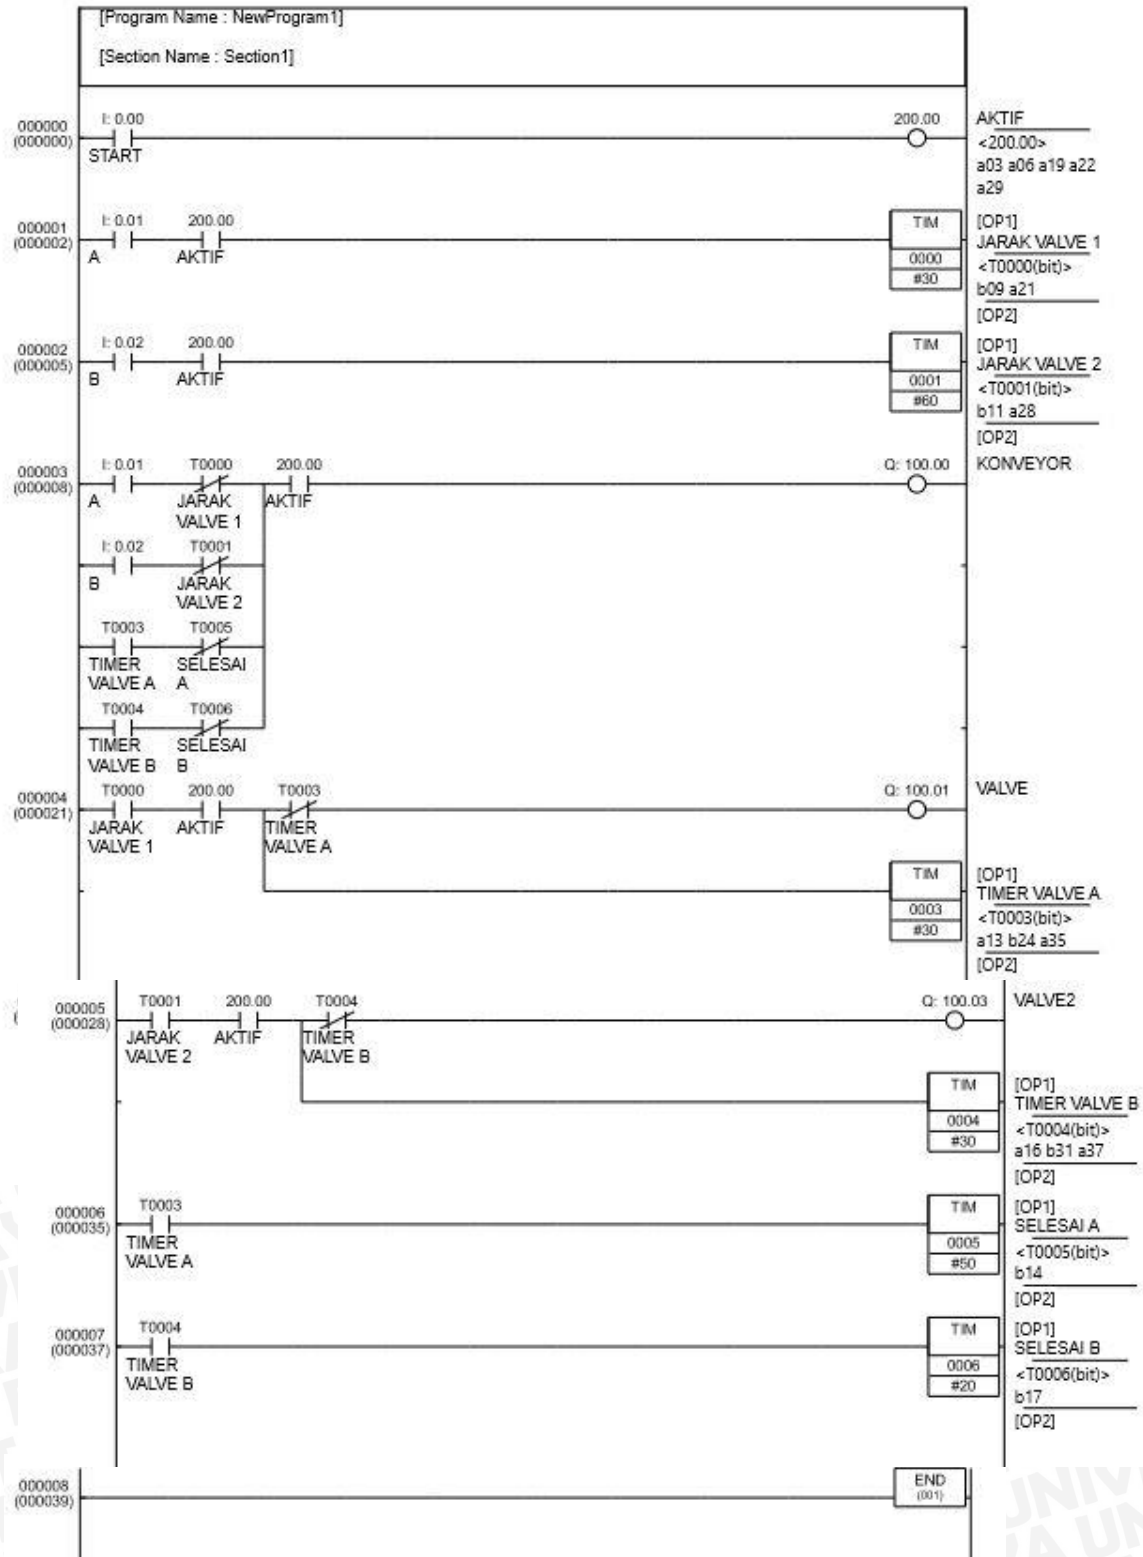 [Program Name : NewProgram1]
[Section Name : Section1]
000000
(000000)
I: 0.00
START
200.00
AKTIF
<200.00>
a03 a06 a19 a22
a29
000001
(000002)
I: 0.01
A
200.00
AKTIF
TIM
0000
#30
[OP1]
JARAK VALVE 1
<T0000(bit)>
b09 a21
[OP2]
000002
(000005)
I: 0.02
B
200.00
AKTIF
TIM
0001
#60
[OP1]
JARAK VALVE 2
<T0001(bit)>
b11 a28
[OP2]
000003
(000008)
I: 0.01
A
T0000
JARAK
VALVE 1
200.00
AKTIF
Q: 100.00
KONVEYOR
I: 0.02
B
T0001
JARAK
VALVE 2
T0003
TIMER
VALVE A
T0005
SELESAI
A
T0004
TIMER
VALVE B
T0006
SELESAI
B
000004
(000021)
T0000
JARAK
VALVE 1
200.00
AKTIF
T0003
TIMER
VALVE A
Q: 100.01
VALVE
TIM
0003
#30
[OP1]
TIMER VALVE A
<T0003(bit)>
a13 b24 a35
[OP2]
000005
(000028)
T0001
JARAK
VALVE 2
200.00
AKTIF
T0004
TIMER
VALVE B
Q: 100.03
VALVE2
TIM
0004
#30
[OP1]
TIMER VALVE B
<T0004(bit)>
a16 b31 a37
[OP2]
000006
(000035)
T0003
TIMER
VALVE A
TIM
0005
#50
[OP1]
SELESAI A
<T0005(bit)>
b14
[OP2]
000007
(000037)
T0004
TIMER
VALVE B
TIM
0006
#20
[OP1]
SELESAI B
<T0006(bit)>
b17
[OP2]
000008
(000039)
END
(001)